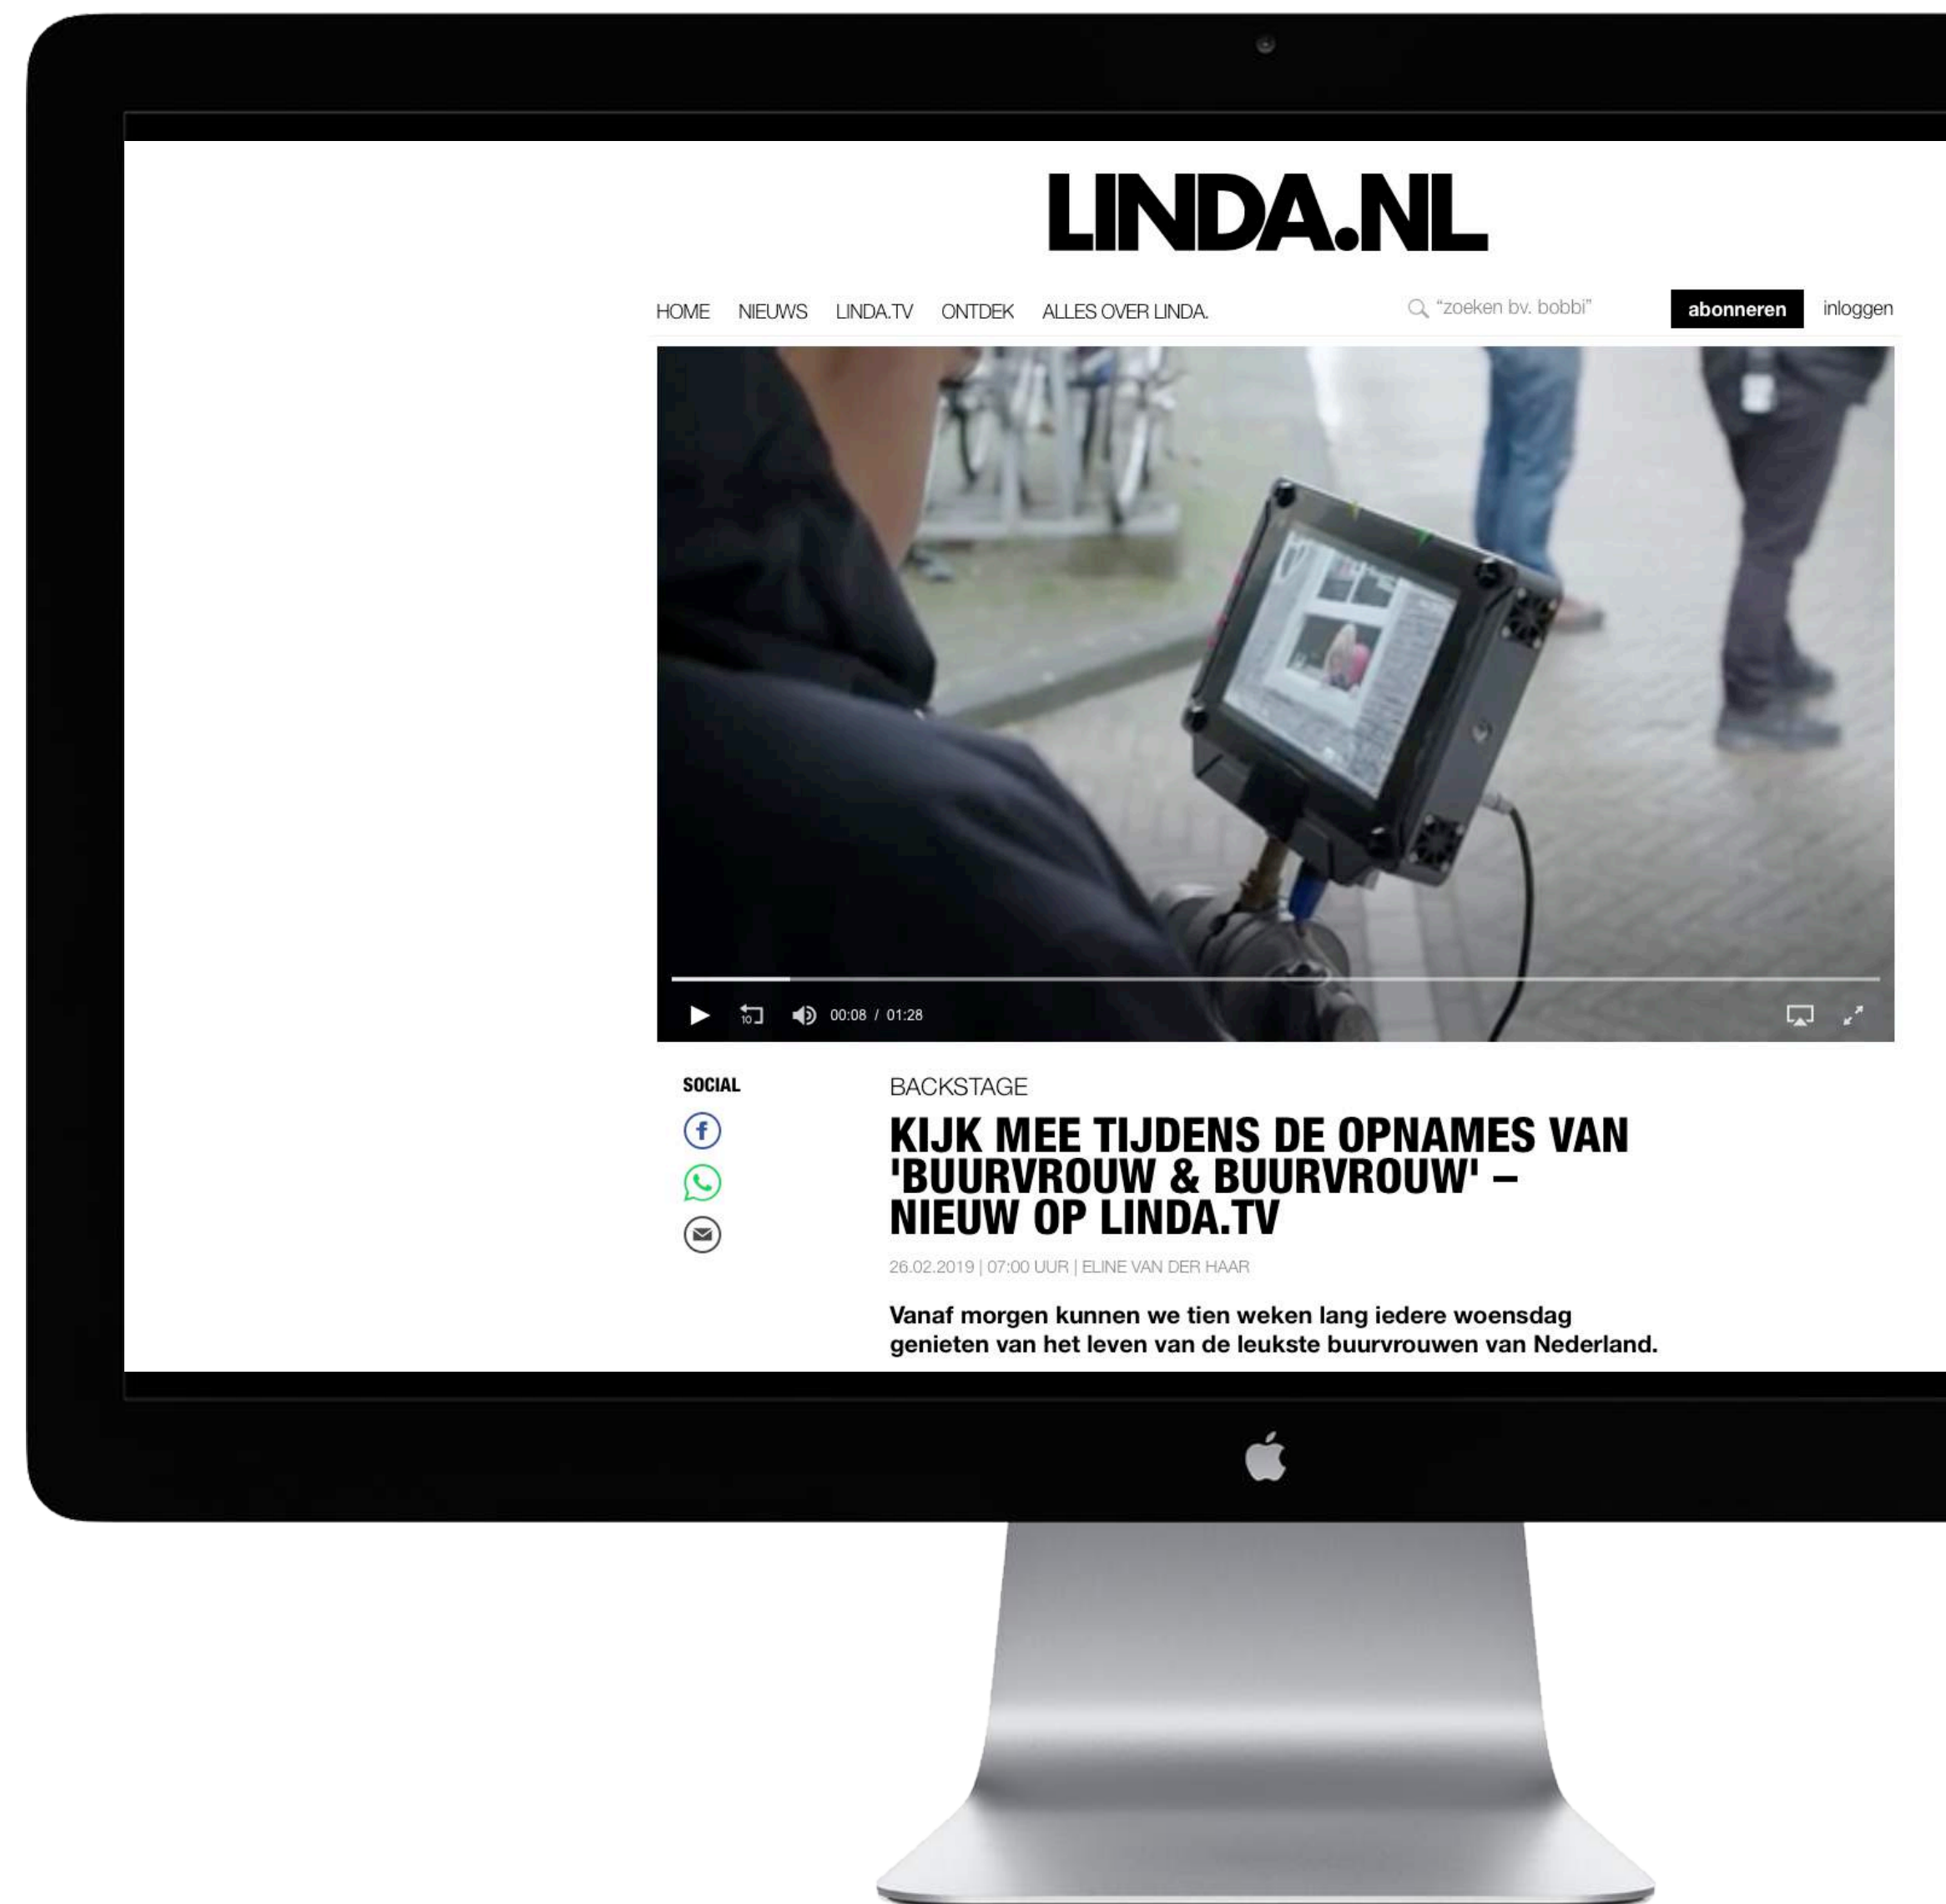 LINDA.NL
HOME NIEUWS LINDA.TV ONTDEK ALLES OVER LINDA. "zoeken bv. bobbi" abonneren inloggen
10 00:08 / 01:28
SOCIAL
BACKSTAGE
KIJK MEE TIJDENS DE OPNAMES VAN
'BUURVROUW & BUURVROUW' –
NIEUW OP LINDA.TV
26.02.2019 | 07:00 UUR | ELINE VAN DER HAAR
Vanaf morgen kunnen we tien weken lang iedere woensdag
genieten van het leven van de leukste buurvrouwen van Nederland.